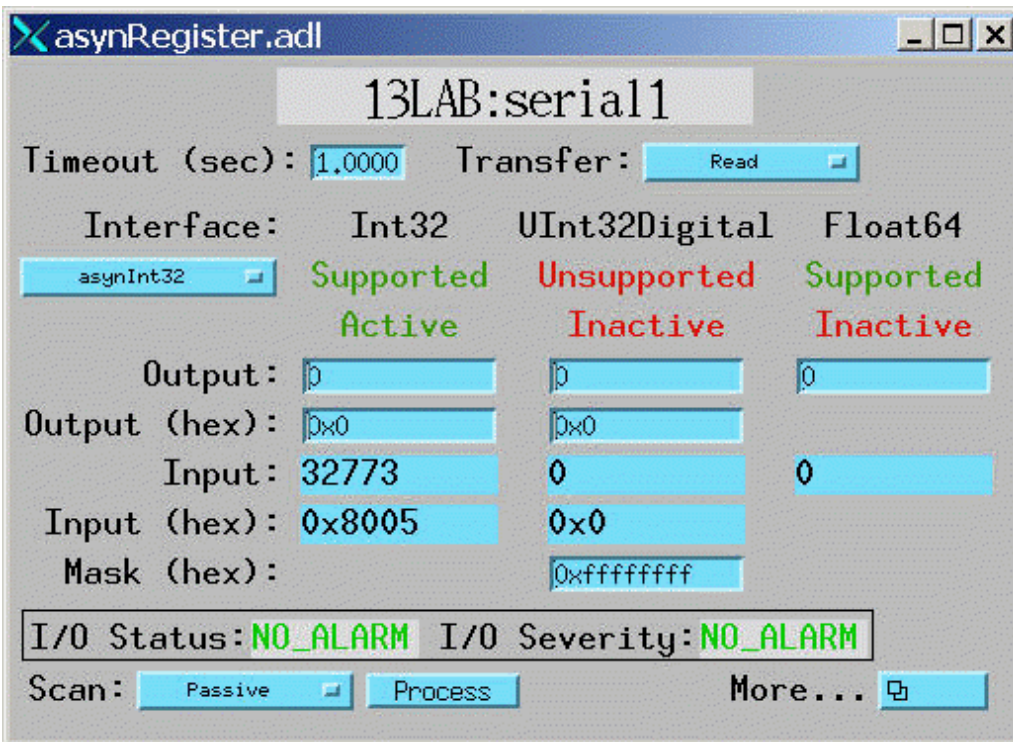 asynRegister.adl
13LAB:serial1
Timeout (sec): 1.0000 Transfer: Read
Interface: Int32 UInt32Digital Float64
asynInt32 Supported Unsupported Supported
Active Inactive Inactive
Output: 0 0 0
Output (hex): 0x0 0x0
Input: 32773 0 0
Input (hex): 0x8005 0x0
Mask (hex): 0xffffffff
I/O Status: NO_ALARM I/O Severity: NO_ALARM
Scan: Passive Process More...